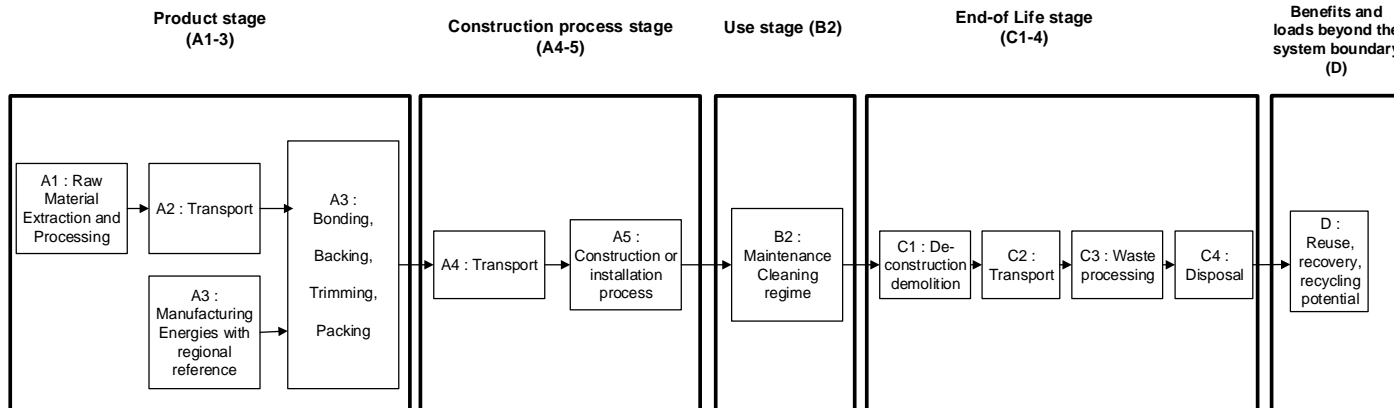 Product stage
(A1-3)
Construction process stage
(A4-5)
Use stage (B2)
End-of Life stage
(C1-4)
Benefits and
loads beyond the
system boundary
(D)
A1 : Raw
Material
Extraction and
Processing
A2 : Transport
A3 :
Manufacturing
Energies with
regional
reference
A3 :
Bonding,
Backing,
Trimming,
Packing
A4 : Transport
A5 :
Construction or
installation
process
B2 :
Maintenance
Cleaning
regime
C1 : De-
construction
demolition
C2 :
Transport
C3 : Waste
processing
C4 :
Disposal
D :
Reuse,
recovery,
recycling
potential